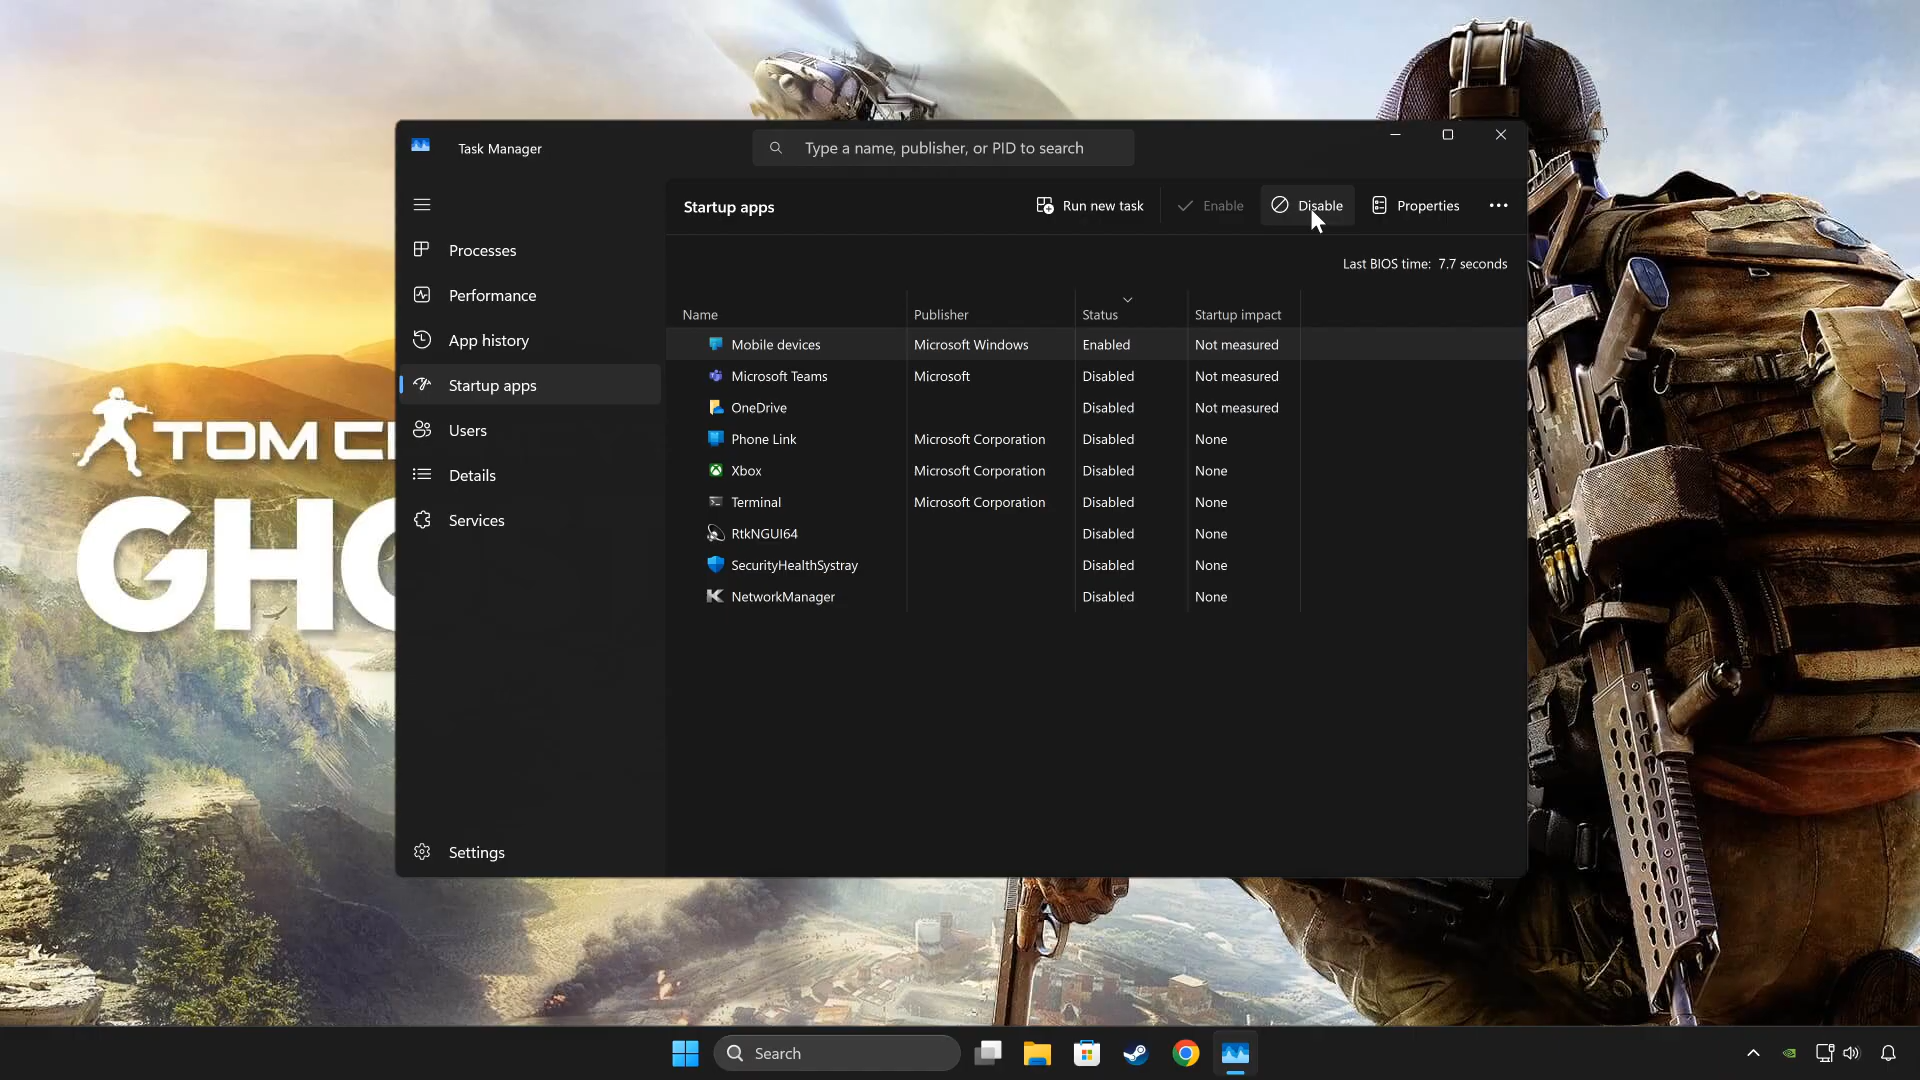 Task Manager
Type a name, publisher, or PID to search
Startup apps
Run new task
Enable
Disable
Properties
Last BIOS time: 7.7 seconds
Processes
Performance
App history
Startup apps
Users
Details
Services
Settings
Name Publisher Status Startup impact
Mobile devices Microsoft Windows Enabled Not measured
Microsoft Teams Microsoft Disabled Not measured
OneDrive Disabled Not measured
Phone Link Microsoft Corporation Disabled None
Xbox Microsoft Corporation Disabled None
Terminal Microsoft Corporation Disabled None
RtkNGUI64 Disabled None
SecurityHealthSystray Disabled None
NetworkManager Disabled None
TOM CL
GHO
Search